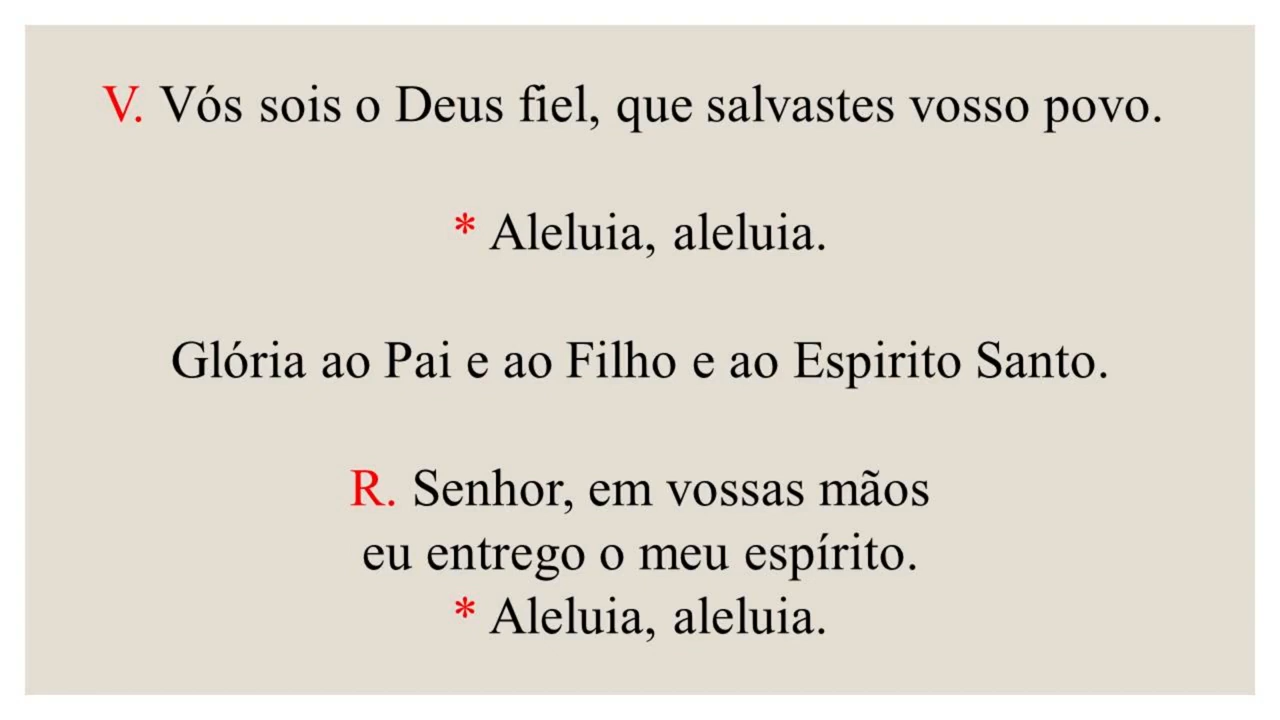 V. Vós sois o Deus fiel, que salvastes vosso povo.
* Aleluia, aleluia.
Glória ao Pai e ao Filho e ao Espirito Santo.
R. Senhor, em vossas mãos
eu entrego o meu espírito.
* Aleluia, aleluia.